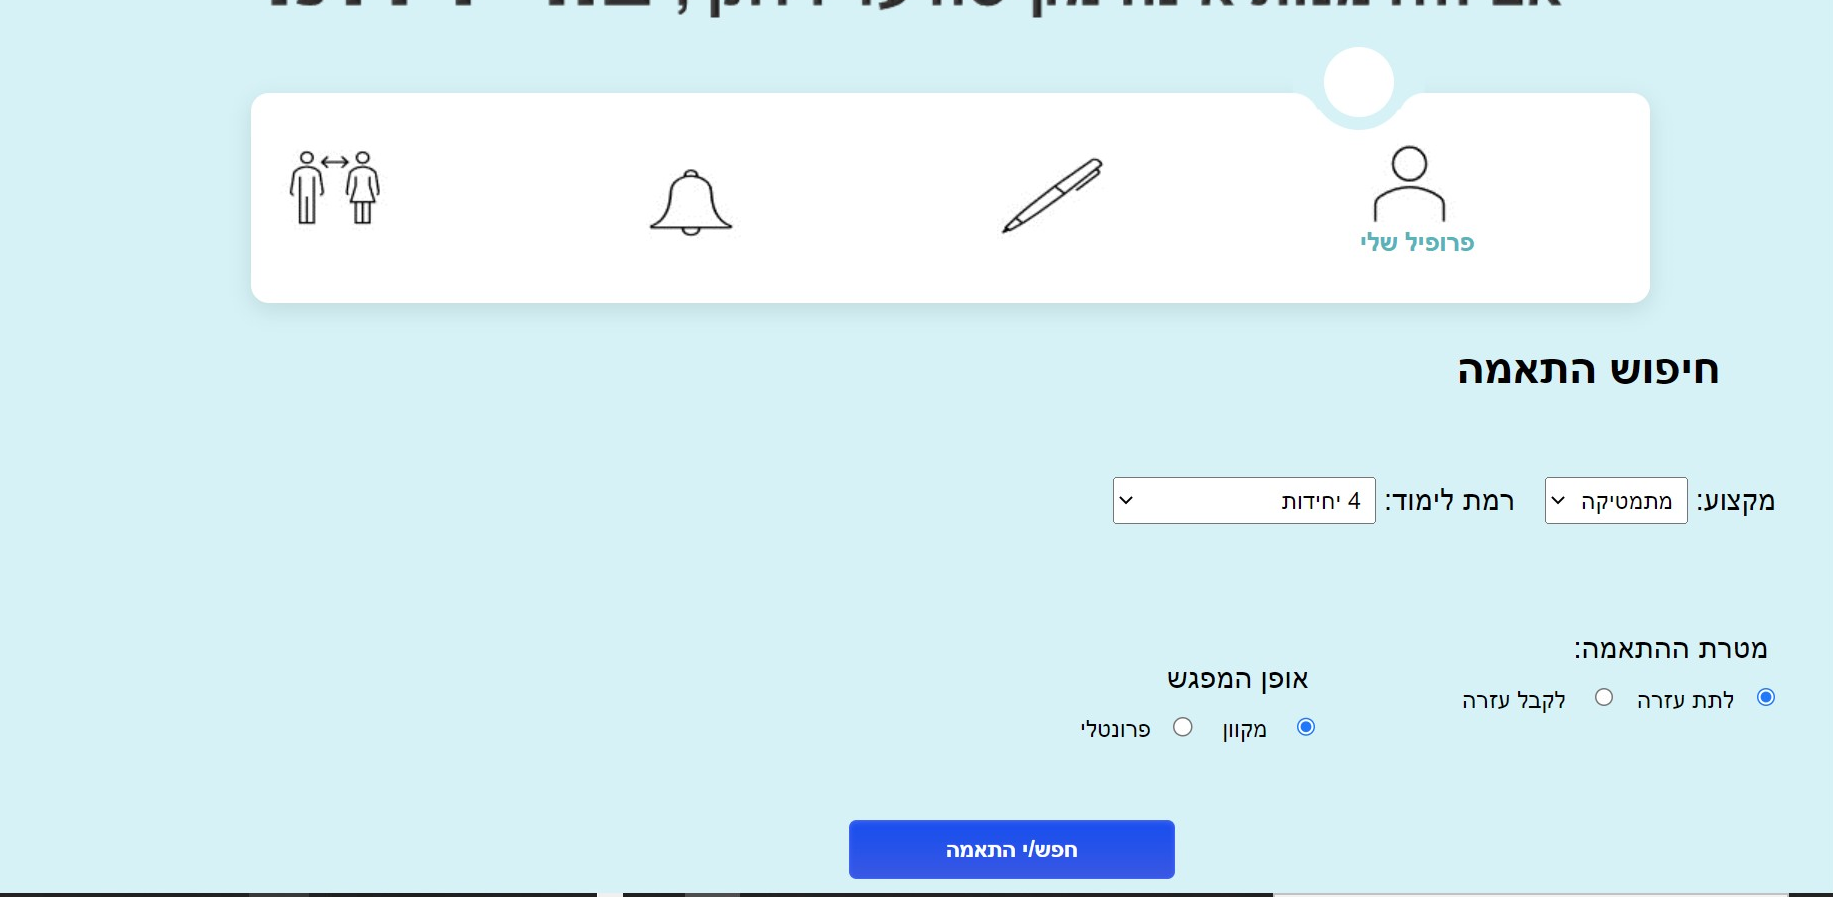 פרופיל שלי
חיפוש התאמה
מקצוע: מתמטיקה רמת לימוד: 4 יחידות
מטרת ההתאמה:
לתת עזרה לקבל עזרה
אופן המפגש
מקוון פרונטלי
חפש/י התאמה